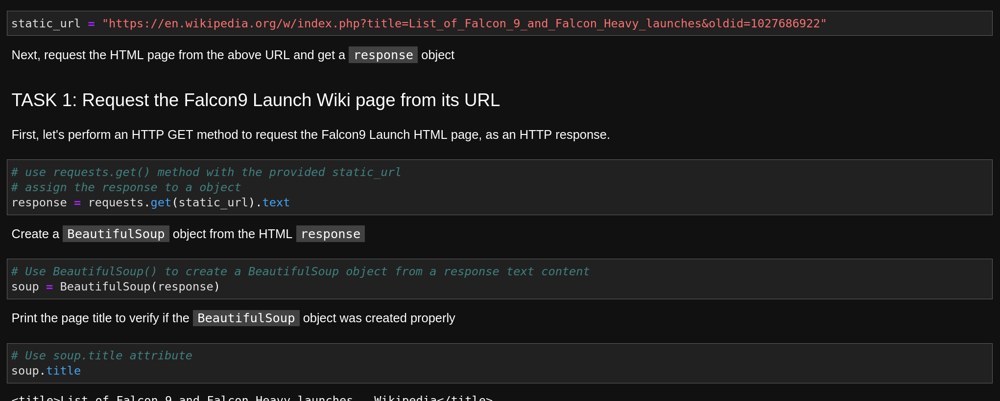 static_url = "https://en.wikipedia.org/w/index.php?title=List_of_Falcon_9_and_Falcon_Heavy_launches&oldid=1027686922"
Next, request the HTML page from the above URL and get a response object
TASK 1: Request the Falcon9 Launch Wiki page from its URL
First, let's perform an HTTP GET method to request the Falcon9 Launch HTML page, as an HTTP response.
# use requests.get() method with the provided static_url
# assign the response to a object
response = requests.get(static_url).text
Create a BeautifulSoup object from the HTML response
# Use BeautifulSoup() to create a BeautifulSoup object from a response text content
soup = BeautifulSoup(response)
Print the page title to verify if the BeautifulSoup object was created properly
# Use soup.title attribute
soup.title
<title>List of Falcon 9 and Falcon Heavy launches - Wikipedia</title>